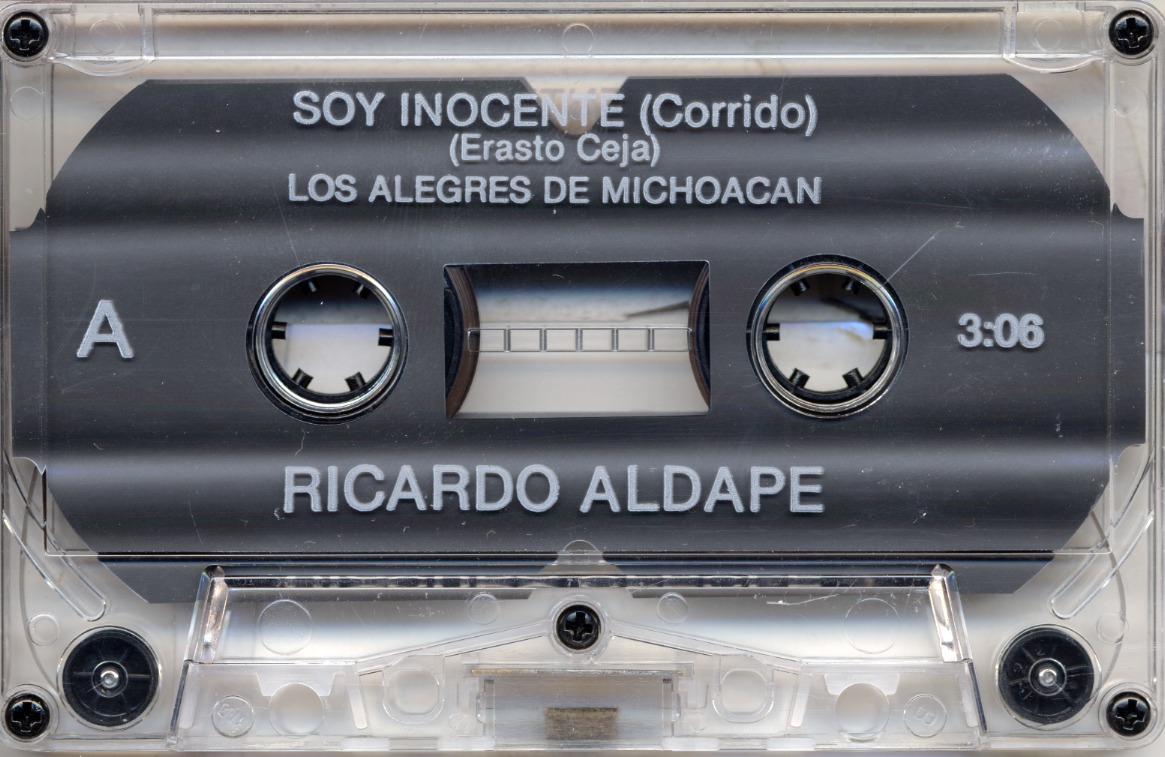 SOY INOCENTE (Corrido)
(Erasto Ceja)
LOS ALEGRES DE MICHOACAN
A
3:06
RICARDO ALDAPE